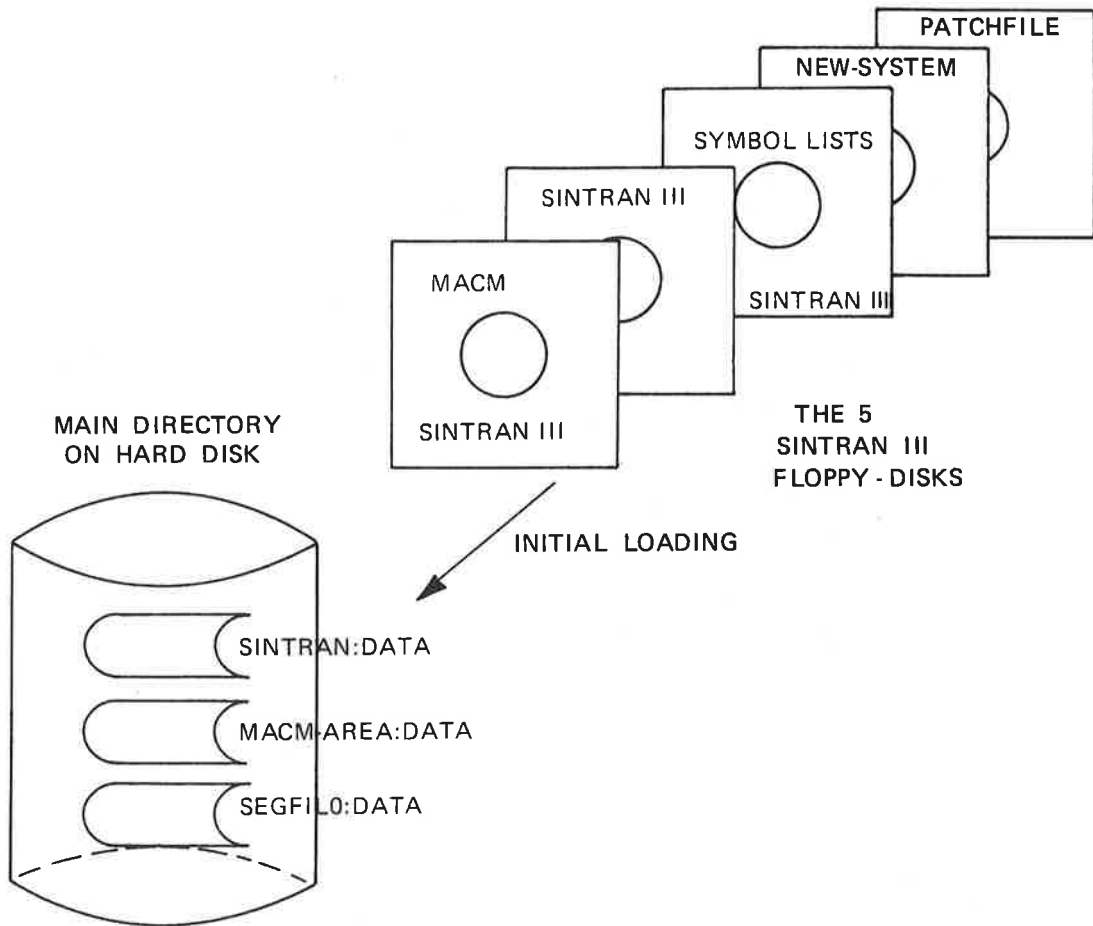 PATCHFILE
NEW-SYSTEM
SYMBOL LISTS
SINTRAN III
SINTRAN III
MACM
SINTRAN III
THE 5
SINTRAN III
FLOPPY-DISKS
MAIN DIRECTORY
ON HARD DISK
INITIAL LOADING
SINTRAN:DATA
MACM-AREA:DATA
SEGFIL0:DATA